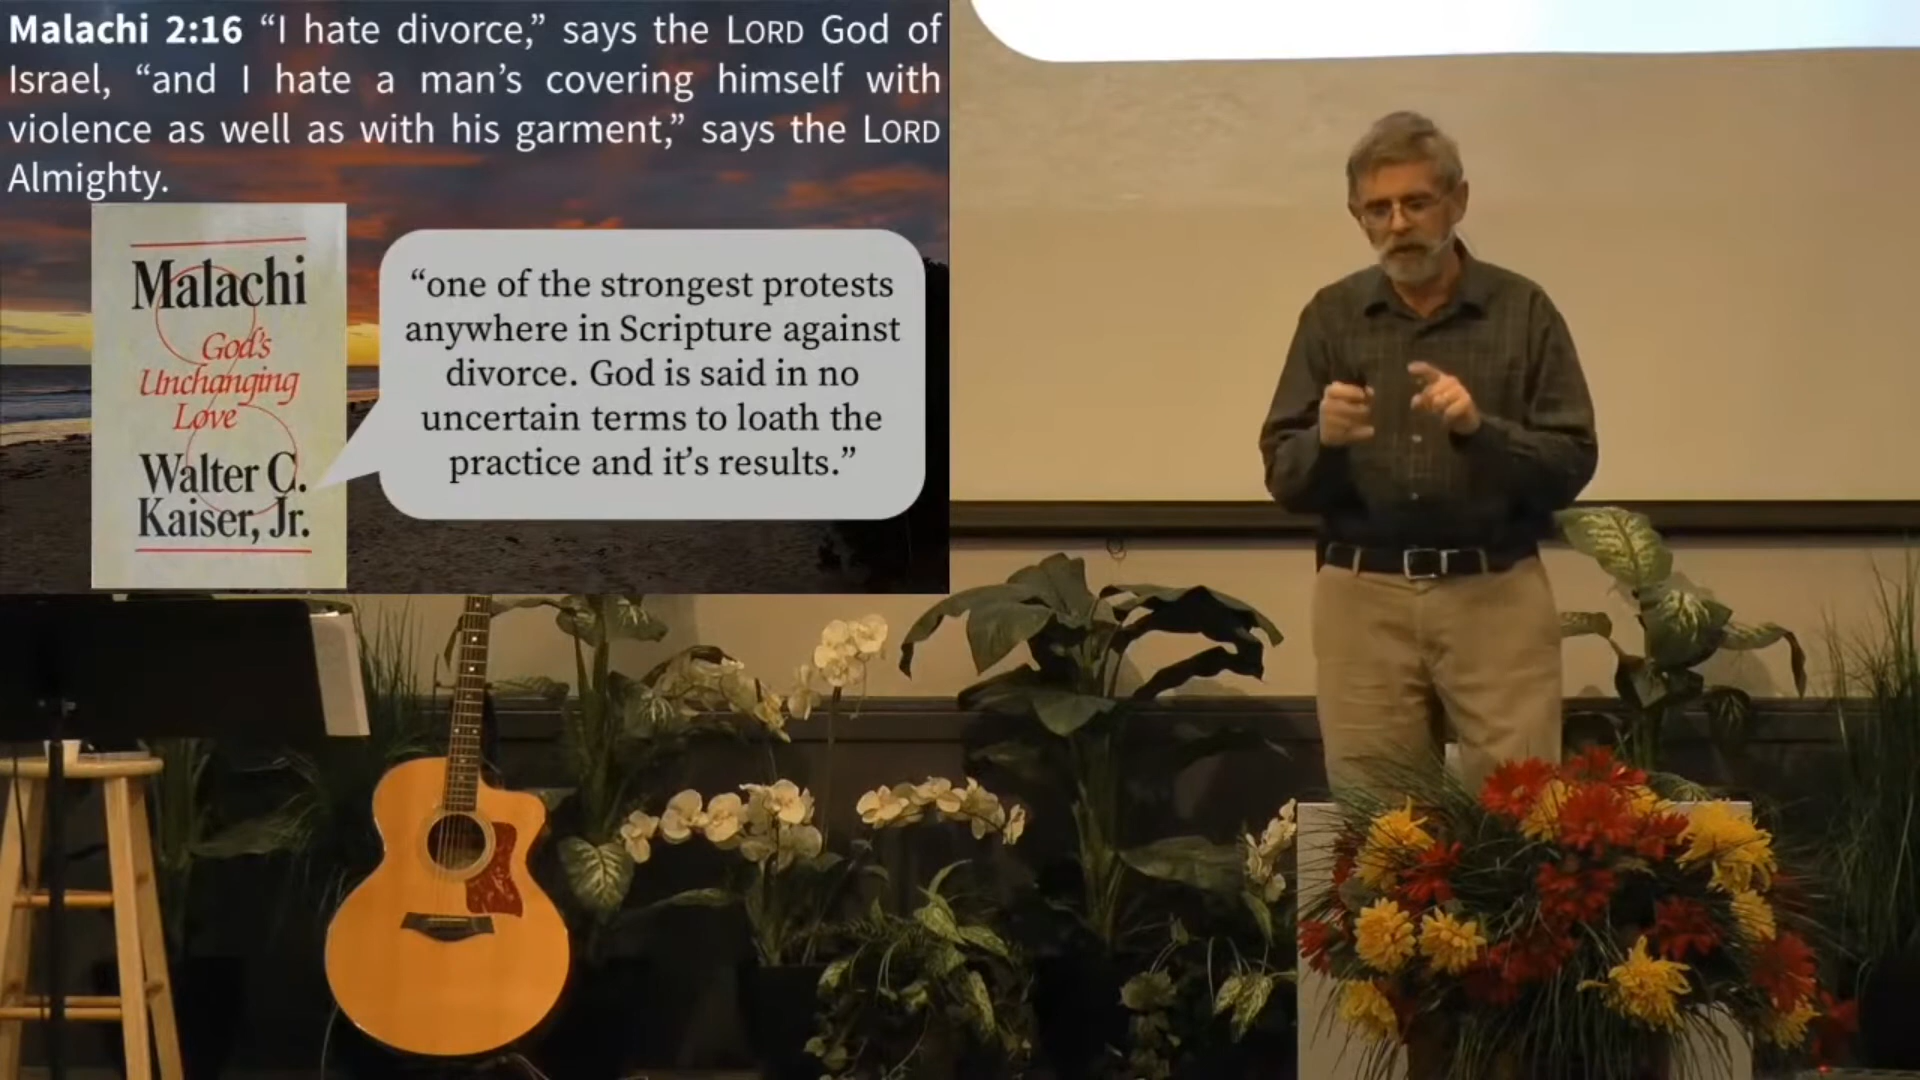 Malachi 2:16 “I hate divorce,” says the LORD God of
Israel, “and I hate a man’s covering himself with
violence as well as with his garment,” says the LORD
Almighty.
Malachi
God’s
Unchanging
Love
Walter C.
Kaiser, Jr.
“one of the strongest protests
anywhere in Scripture against
divorce. God is said in no
uncertain terms to loath the
practice and it’s results.”